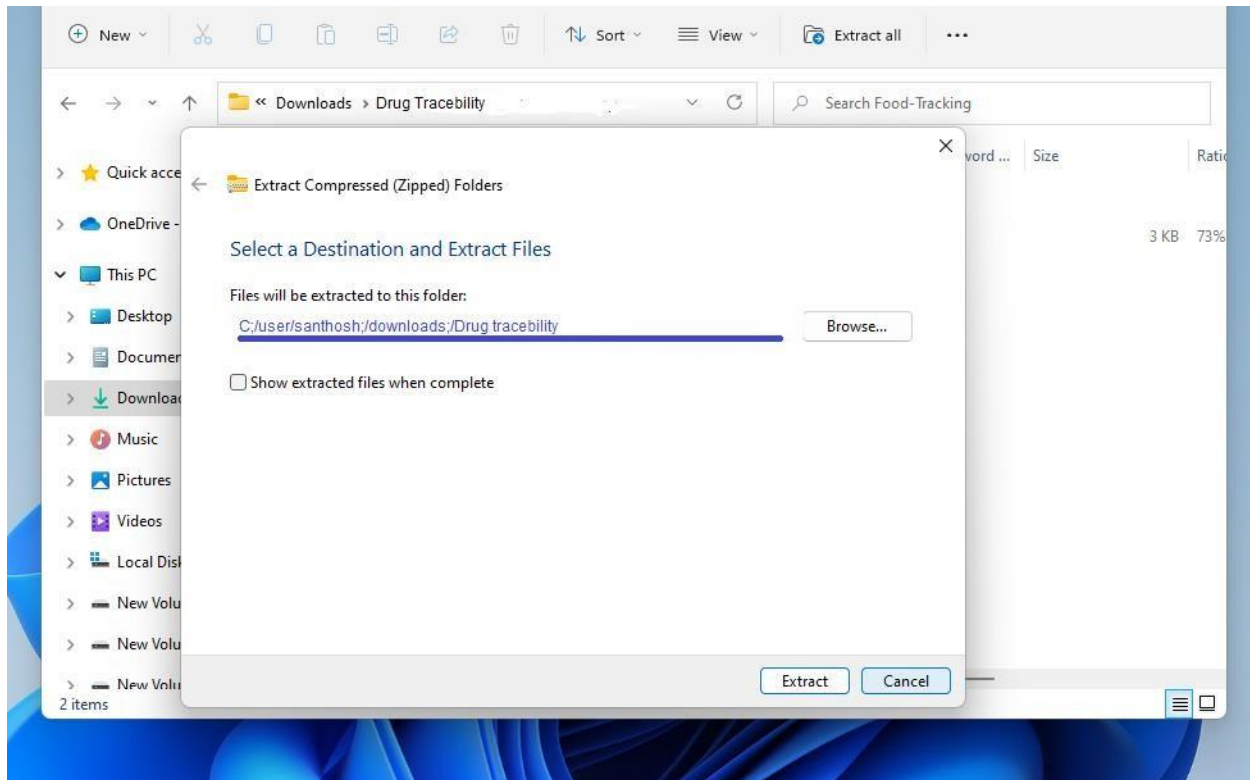 New
Sort
View
Extract all
« Downloads > Drug Tracebility
Search Food-Tracking
word ...
Size
Ratio
Quick acce
Extract Compressed (Zipped) Folders
OneDrive -
3 KB
73%
Select a Destination and Extract Files
This PC
Files will be extracted to this folder:
Desktop
C;/user/santhosh;/downloads;/Drug tracebility
Browse...
Documen
Show extracted files when complete
Download
Music
Pictures
Videos
Local Disk
New Volu
New Volu
New Volu
Extract
Cancel
2 items